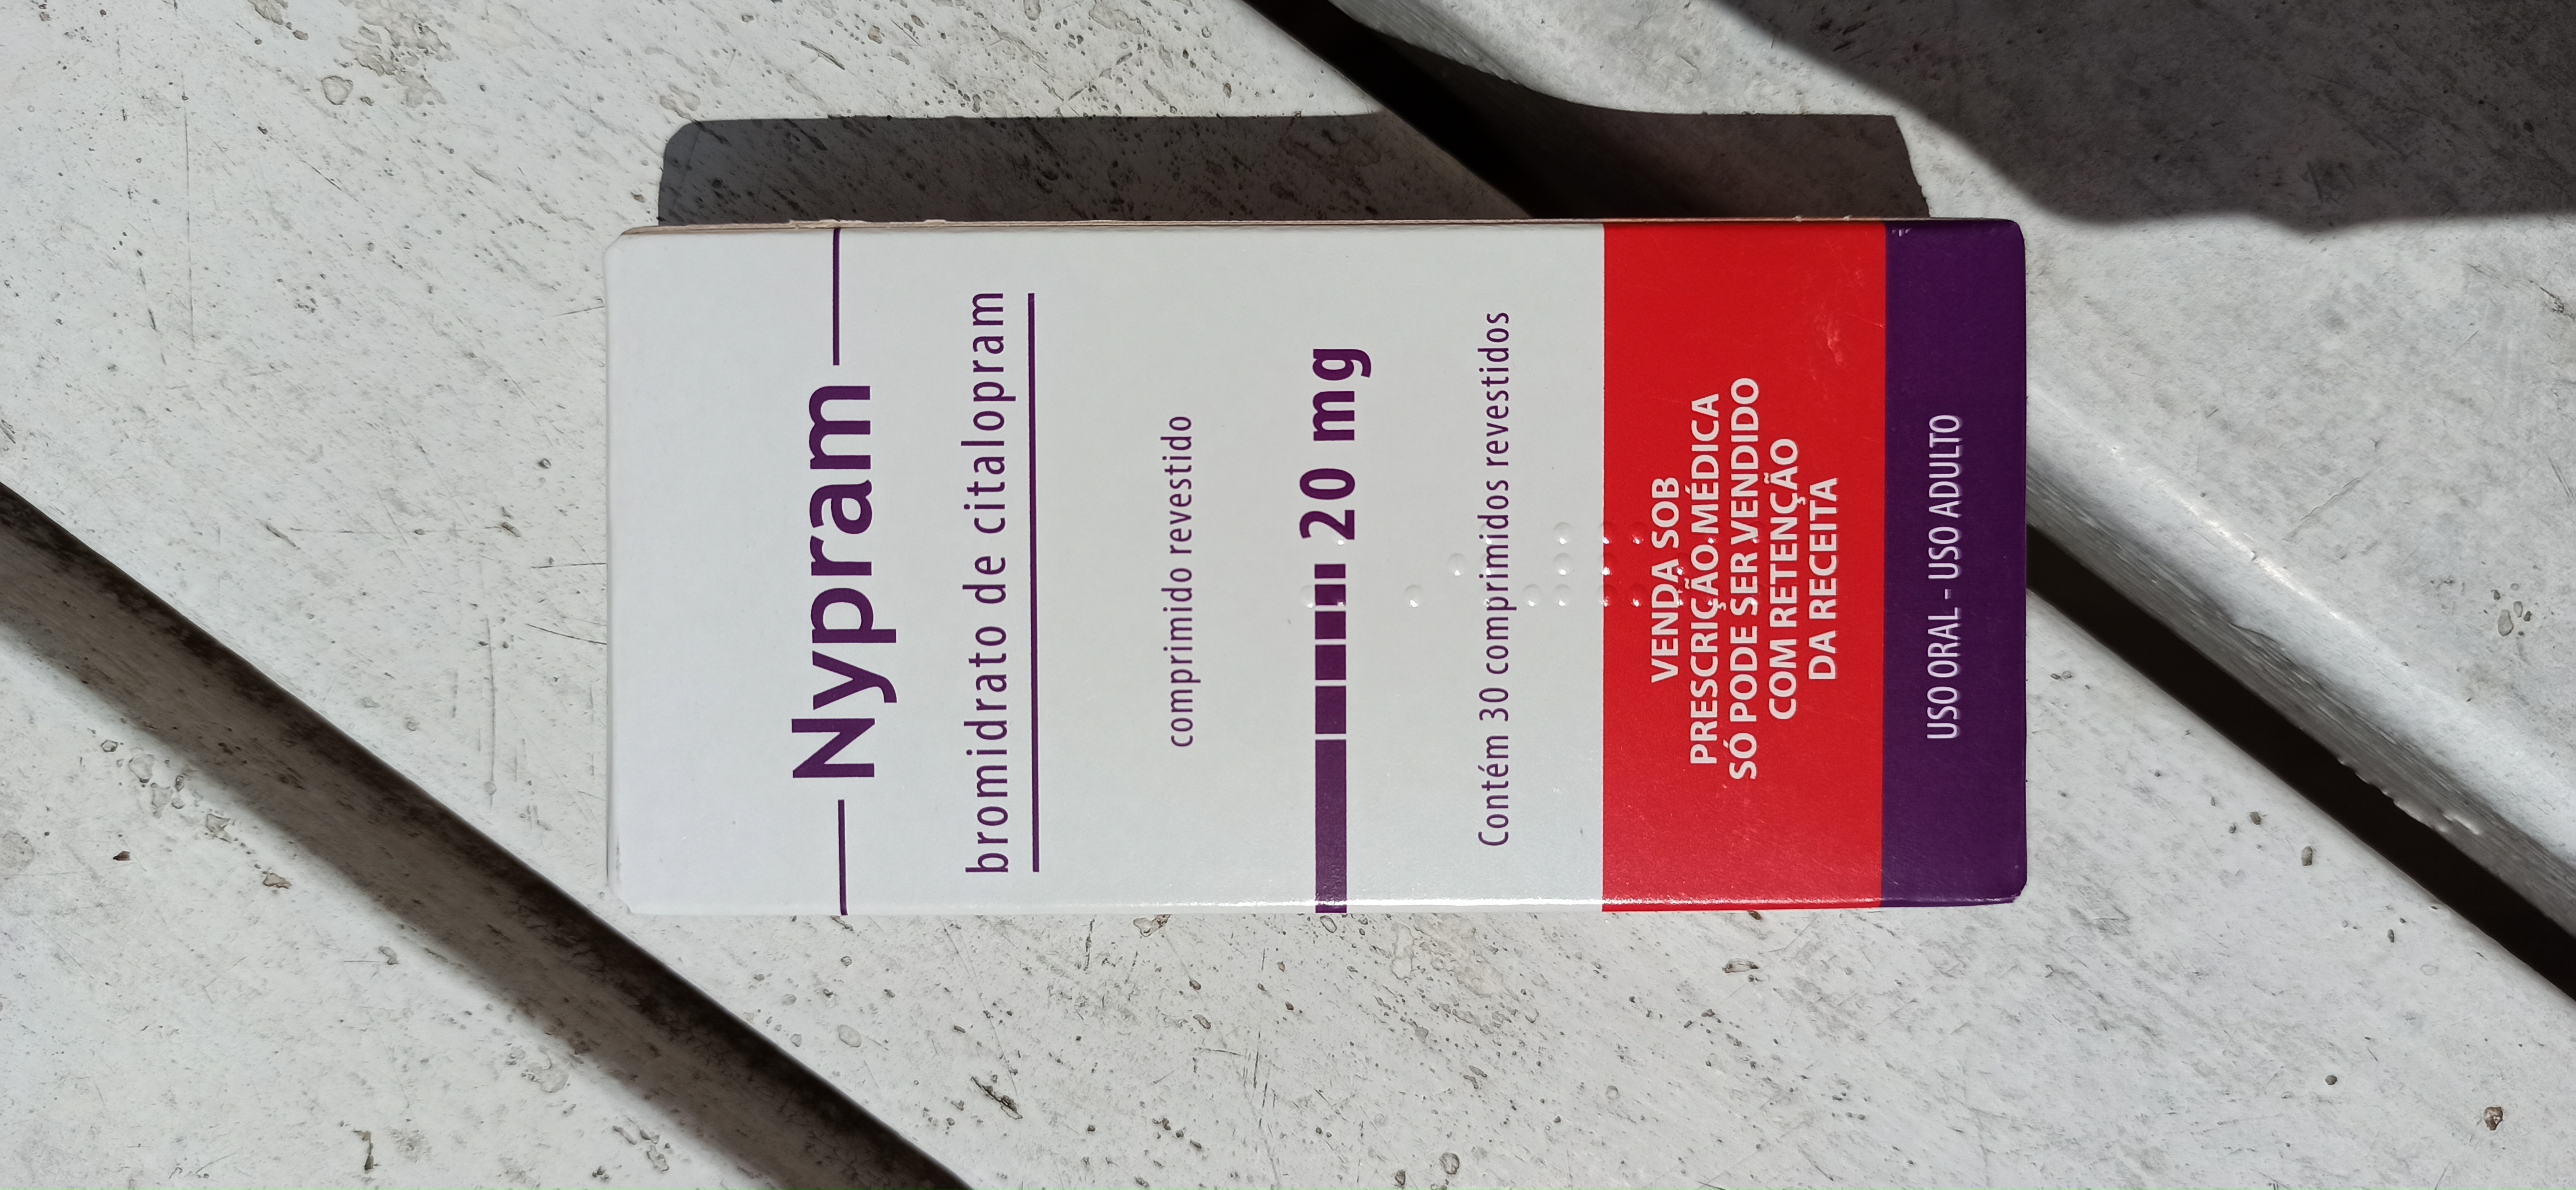 Nypram
bromidrato de citalopram
comprimido revestido
20 mg
Contém 30 comprimidos revestidos
VENDA SOB
PRESCRIÇÃO MÉDICA
SÓ PODE SER VENDIDO
COM RETENÇÃO
DA RECEITA
USO ORAL - USO ADULTO